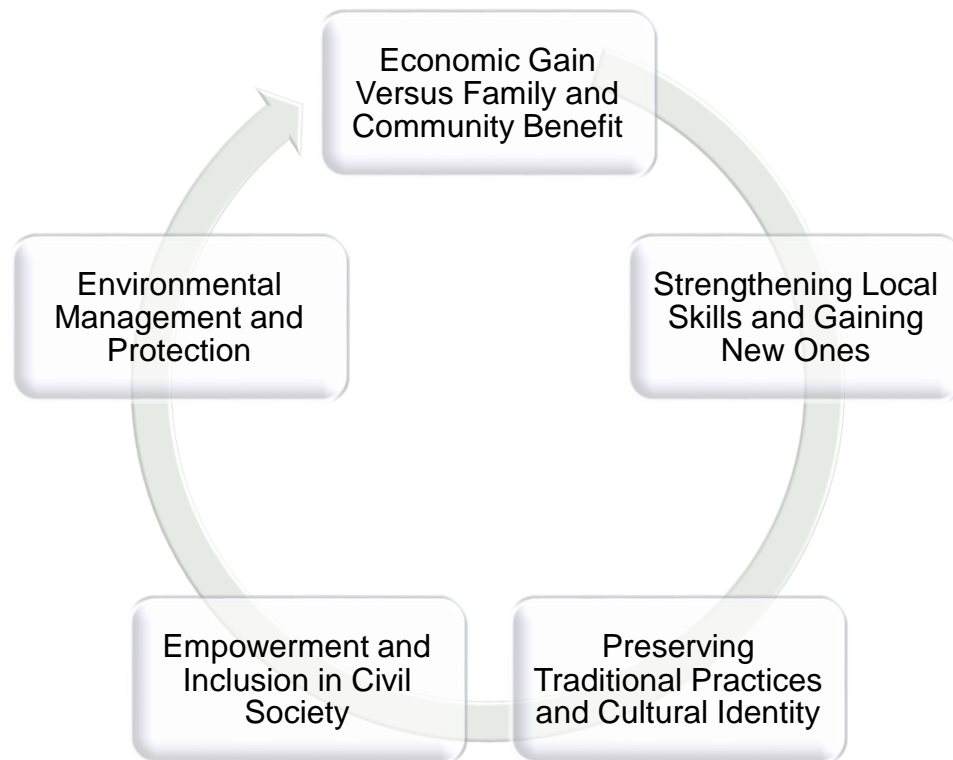 Economic Gain
Versus Family and
Community Benefit
Strengthening Local
Skills and Gaining
New Ones
Preserving
Traditional Practices
and Cultural Identity
Empowerment and
Inclusion in Civil
Society
Environmental
Management and
Protection